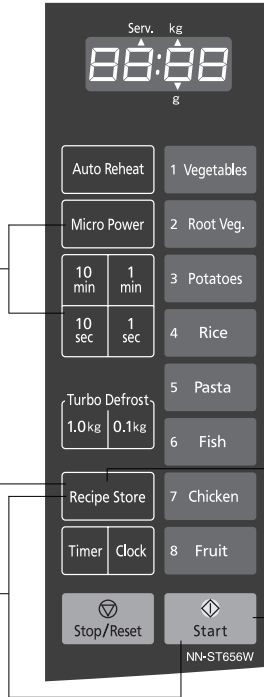 Serv. kg
88:88
g
Auto Reheat
1 Vegetables
Micro Power
2 Root Veg.
10 min
1 min
3 Potatoes
10 sec
1 sec
4 Rice
5 Pasta
Turbo Defrost
1.0kg 0.1kg
6 Fish
Recipe Store
7 Chicken
Timer Clock
8 Fruit
Stop/Reset
Start
NN-ST656W